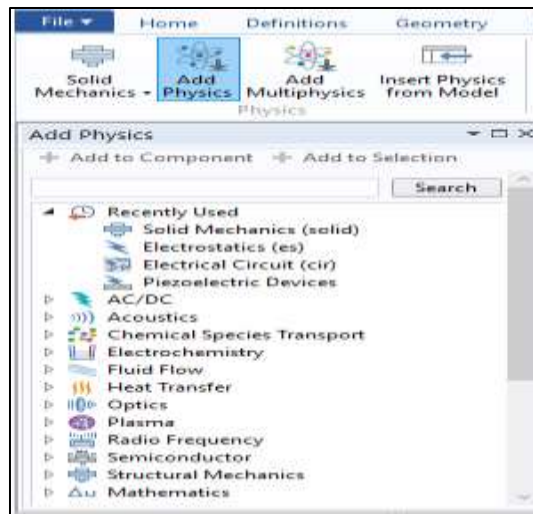 File Home Definitions Geometry
Solid Mechanics Add Physics Add Multiphysics Insert Physics from Model
Physics
Add Physics
Add to Component Add to Selection
Search
Recently Used
Solid Mechanics (solid)
Electrostatics (es)
Electrical Circuit (cir)
Piezoelectric Devices
AC/DC
Acoustics
Chemical Species Transport
Electrochemistry
Fluid Flow
Heat Transfer
Optics
Plasma
Radio Frequency
Semiconductor
Structural Mechanics
Δu Mathematics